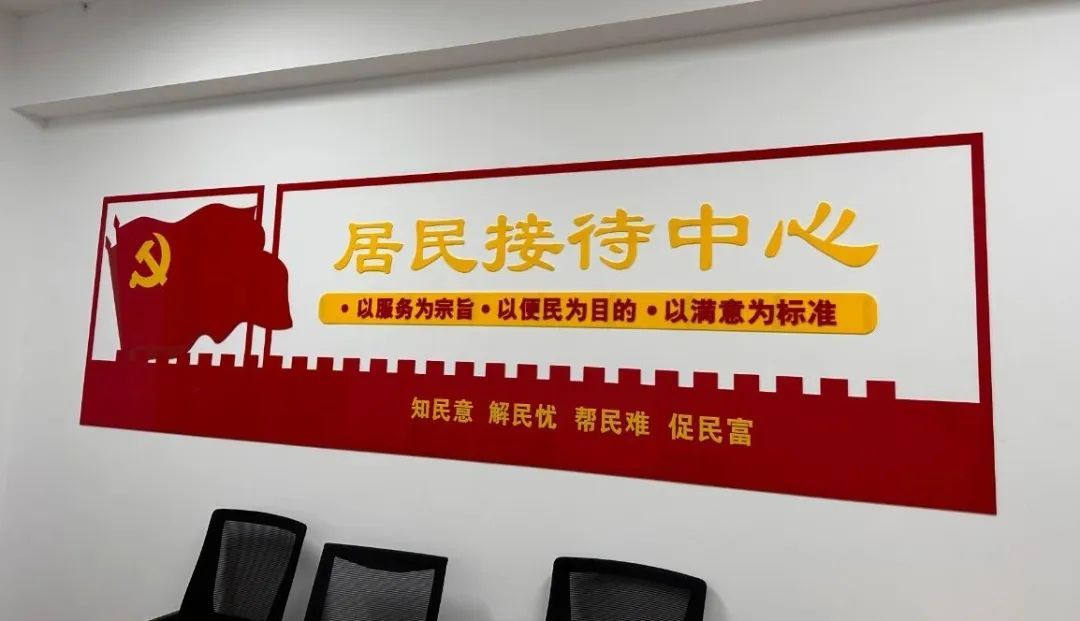 居民接待中心
·以服务为宗旨·以便民为目的·以满意为标准
知民意 解民忧 帮民难 促民富